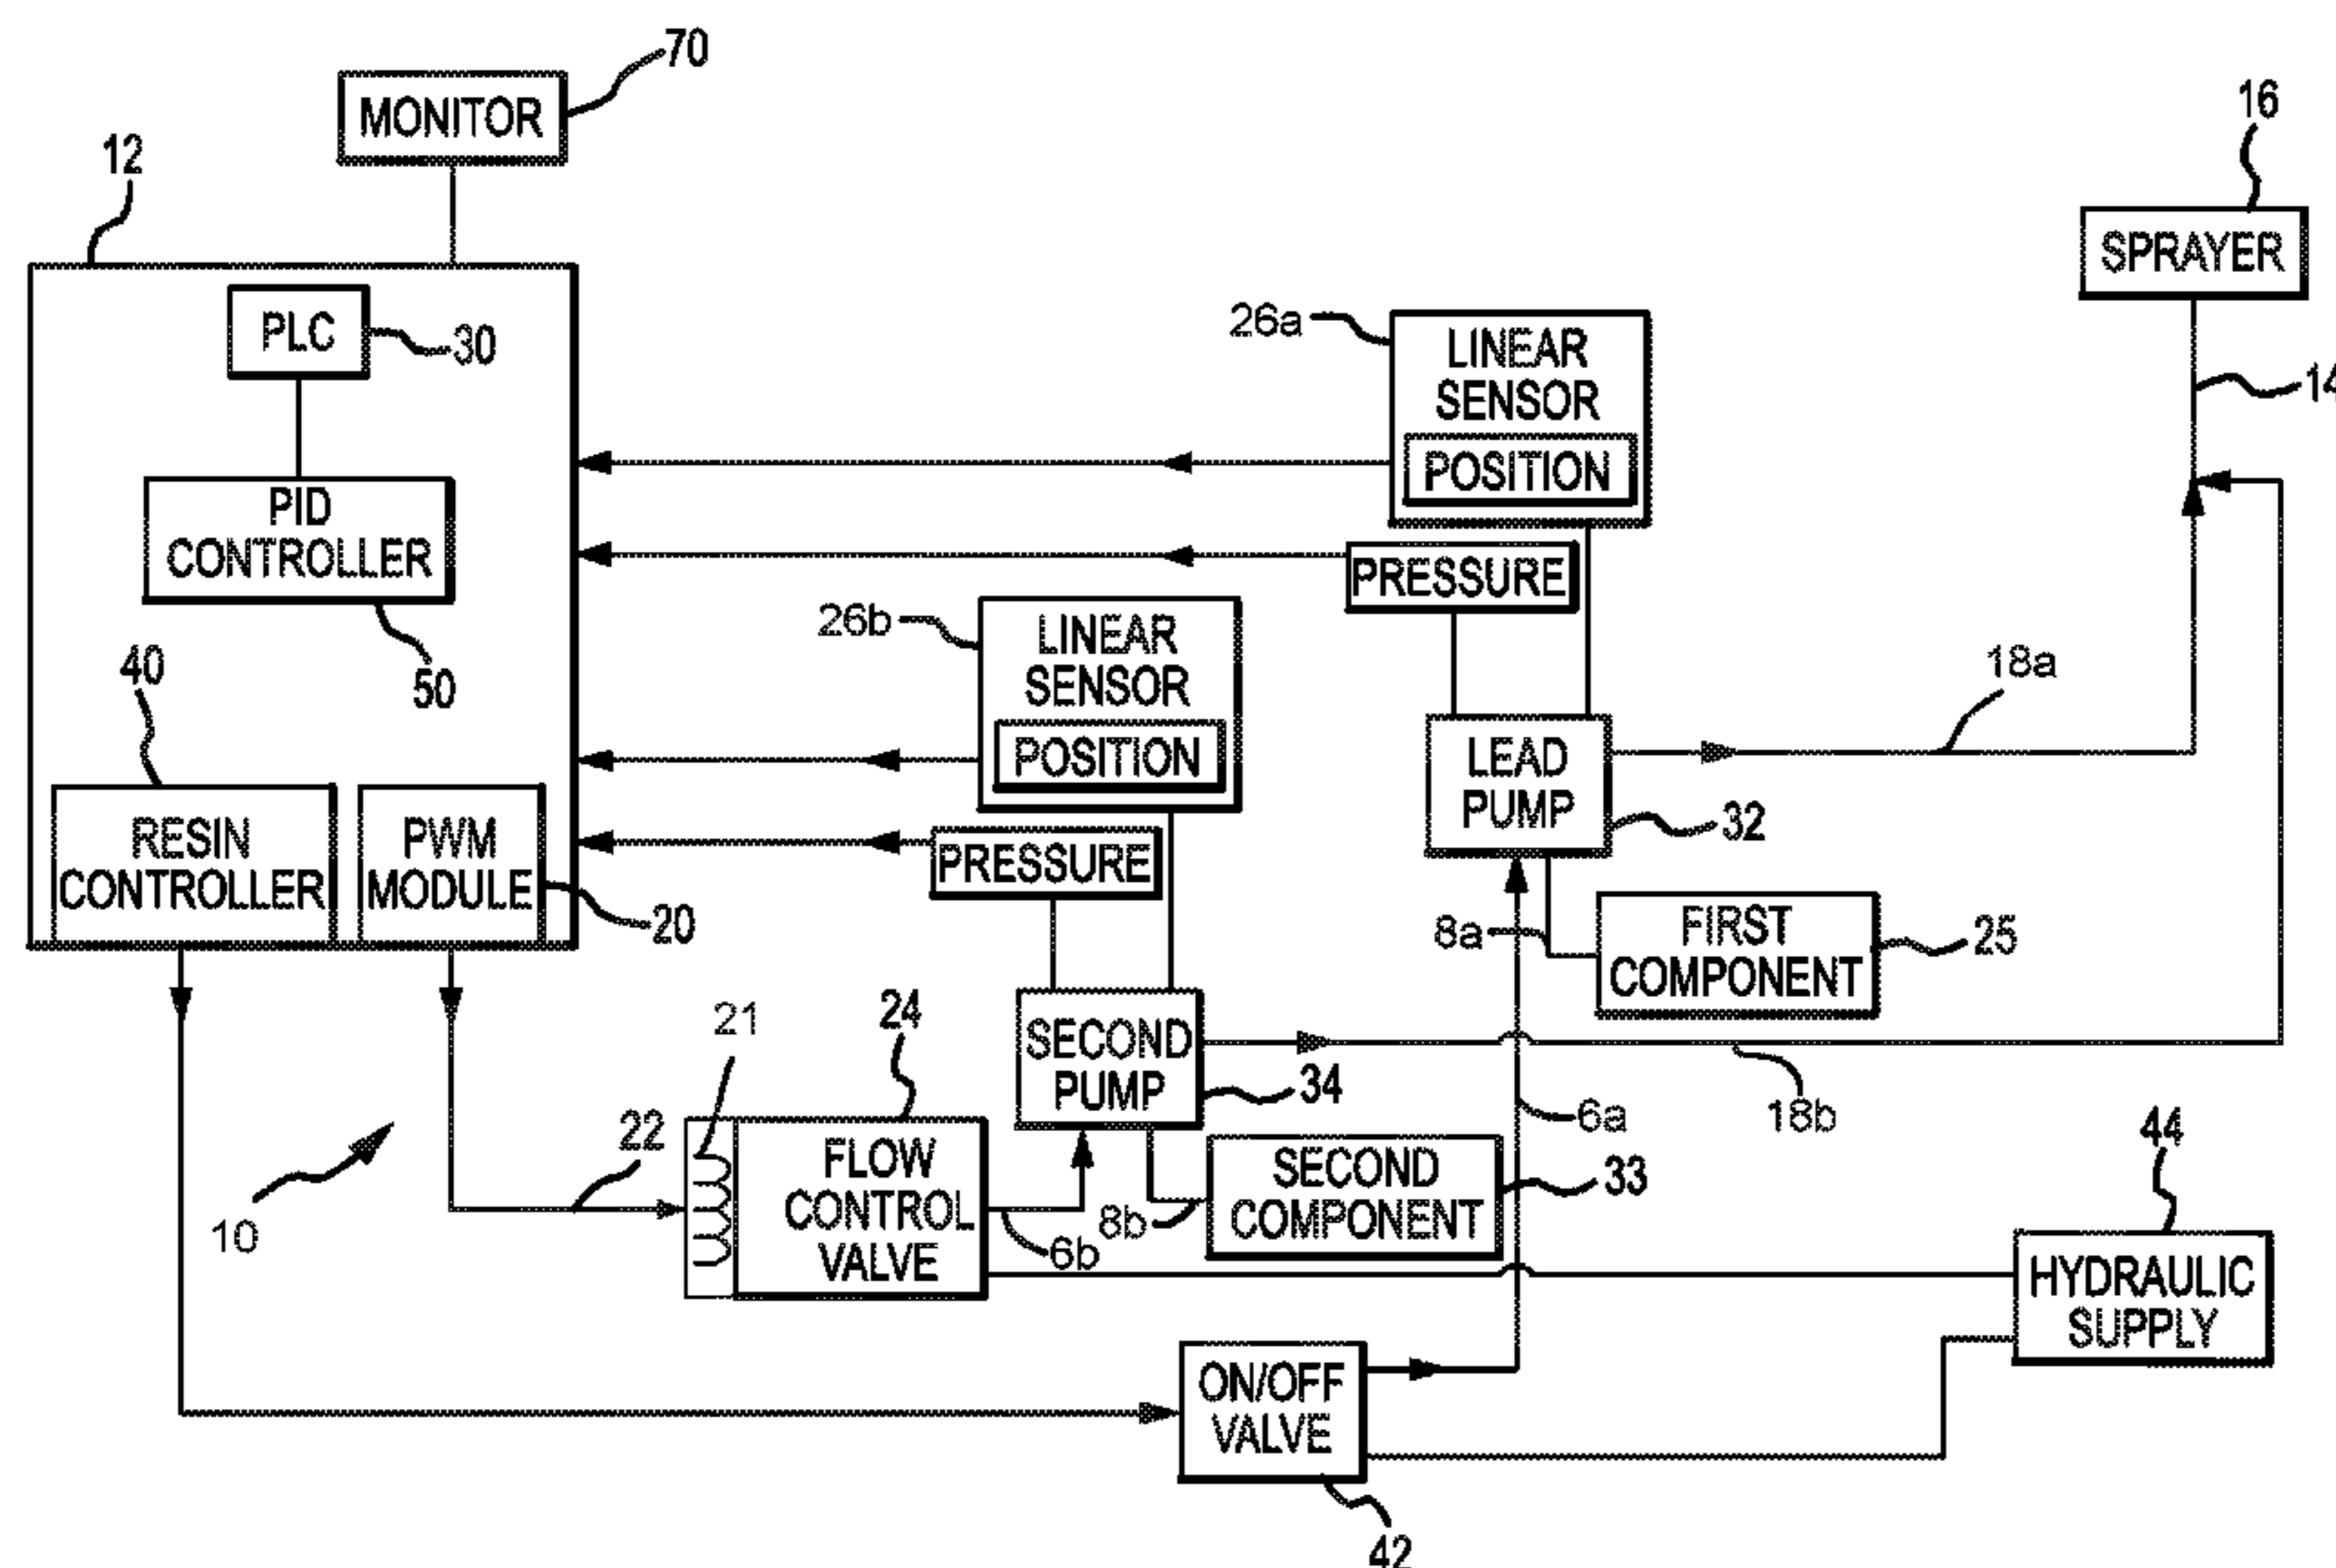 70
MONITOR
12
16
SPRAYER
PLC
30
26a
LINEAR
SENSOR
POSITION
14
PID
CONTROLLER
50
PRESSURE
26b
LINEAR
SENSOR
POSITION
18a
40
RESIN
CONTROLLER
PWM
MODULE
20
PRESSURE
LEAD
PUMP
32
8a
FIRST
COMPONENT
25
21
24
SECOND
PUMP
34
6a
18b
22
FLOW
CONTROL
VALVE
6b
8b
SECOND
COMPONENT
33
44
10
HYDRAULIC
SUPPLY
ON/OFF
VALVE
42